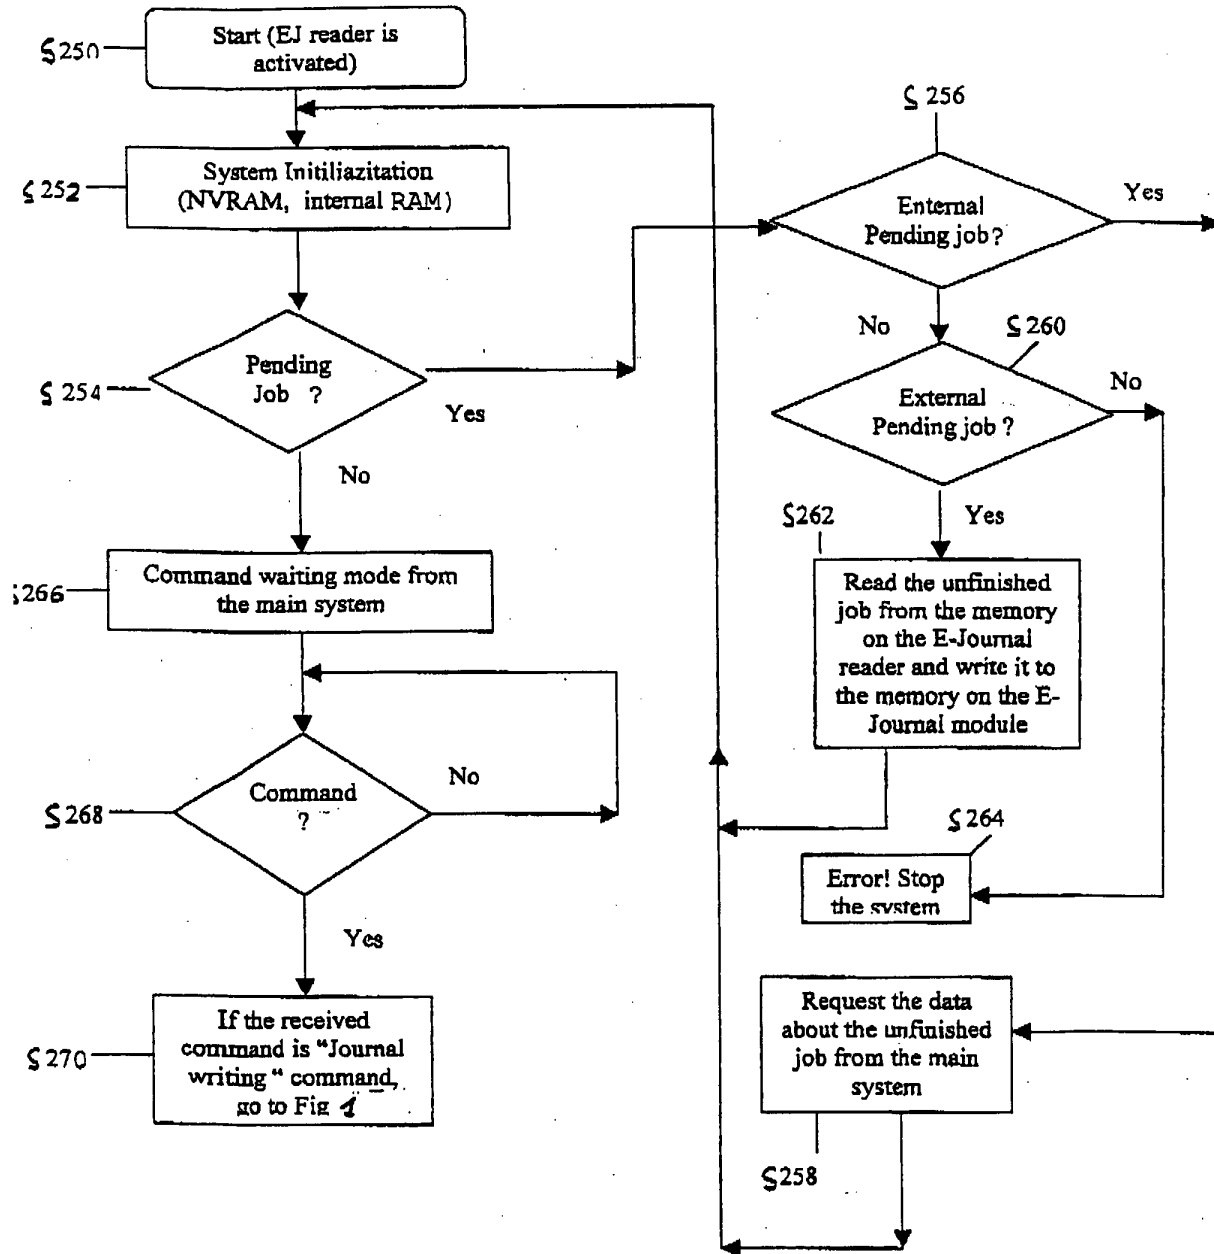 Start (EJ reader is
activated)
S250
System Initiliazitation
(NVRAM, internal RAM)
S252
Pending
Job ?
S254
Yes
No
Command waiting mode from
the main system
S266
Command
?
S268
No
Yes
If the received
command is "Journal
writing " command,
go to Fig 1
S270
S256
Enternal
Pending job ?
Yes
No
S260
External
Pending job ?
No
Yes
S262
Read the unfinished
job from the memory
on the E-Journal
reader and write it to
the memory on the E-
Journal module
S264
Error! Stop
the system
Request the data
about the unfinished
job from the main
system
S258